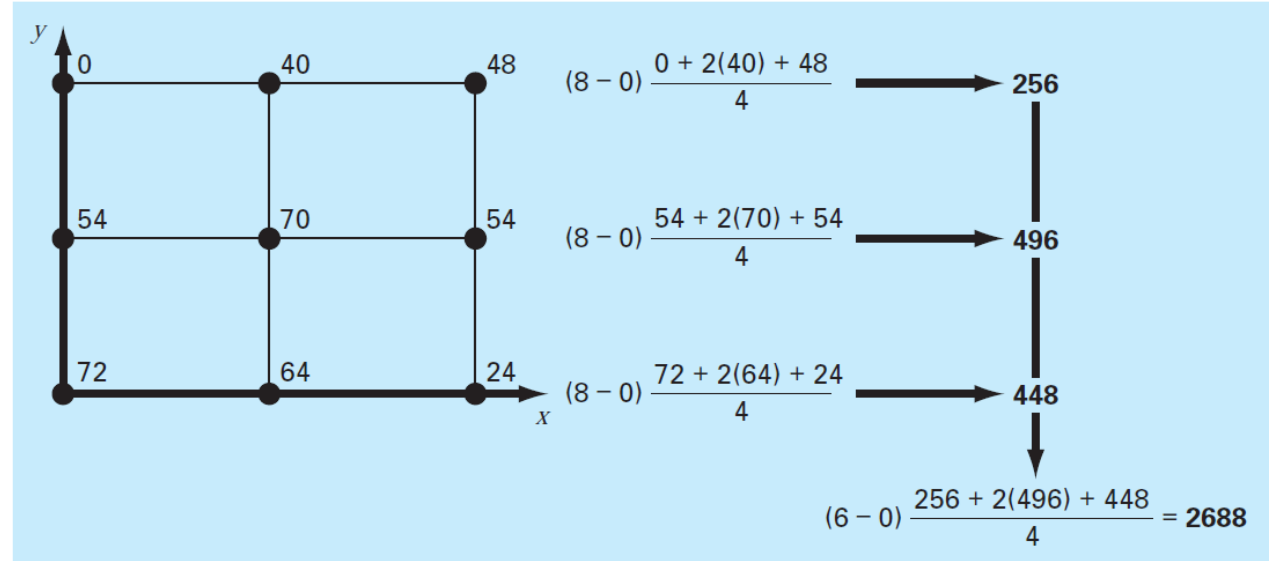 y
0 40 48 (8 − 0) 0 + 2(40) + 48 / 4 256
54 70 54 (8 − 0) 54 + 2(70) + 54 / 4 496
72 64 24 (8 − 0) 72 + 2(64) + 24 / 4 448
x
(6 − 0) 256 + 2(496) + 448 / 4 = 2688